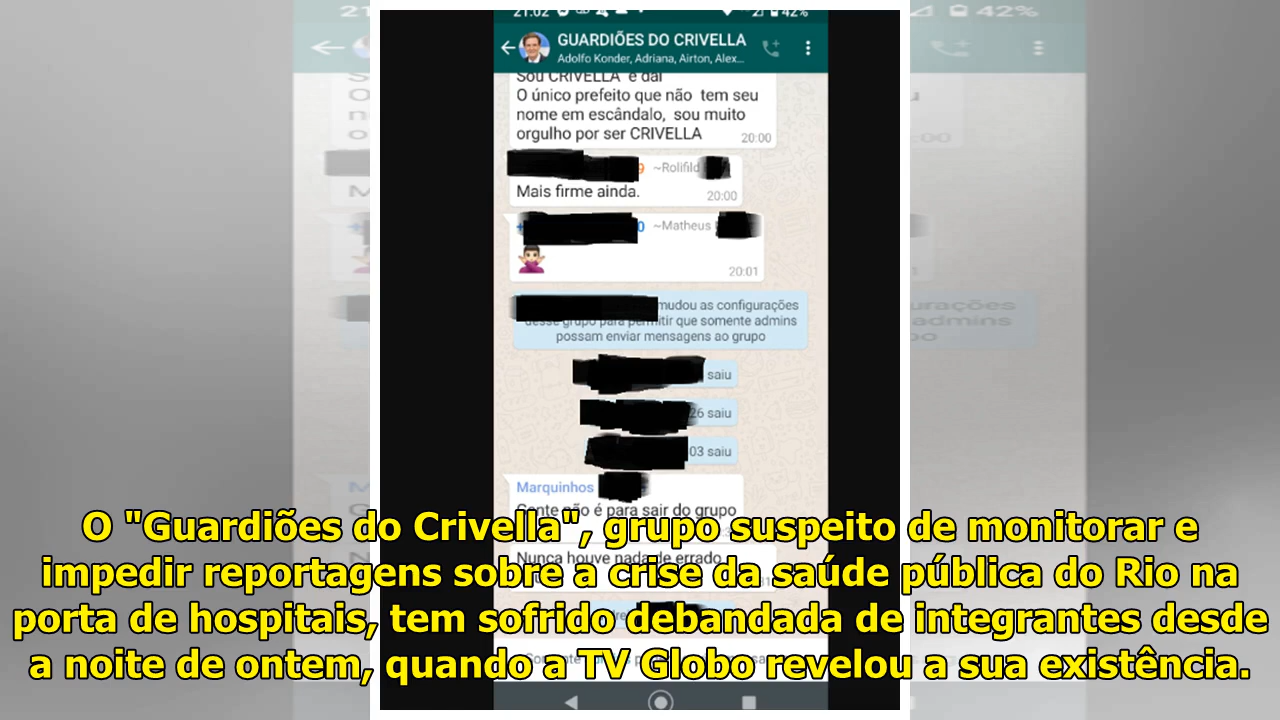 21:02
42%
GUARDIÕES DO CRIVELLA
Adolfo Konder, Adriana, Airton, Alex...
Sou CRIVELLA e daí
O único prefeito que não tem seu
nome em escândalo, sou muito
orgulho por ser CRIVELLA
20:00
~Rolifild
Mais firme ainda.
20:00
~Matheus
20:01
mudou as configurações
desse grupo para permitir que somente admins
possam enviar mensagens ao grupo
saiu
26 saiu
03 saiu
Marquinhos
Gente não é para sair do grupo
Nunca houve nada de errado
O "Guardiões do Crivella", grupo suspeito de monitorar e
impedir reportagens sobre a crise da saúde pública do Rio na
porta de hospitais, tem sofrido debandada de integrantes desde
a noite de ontem, quando a TV Globo revelou a sua existência.